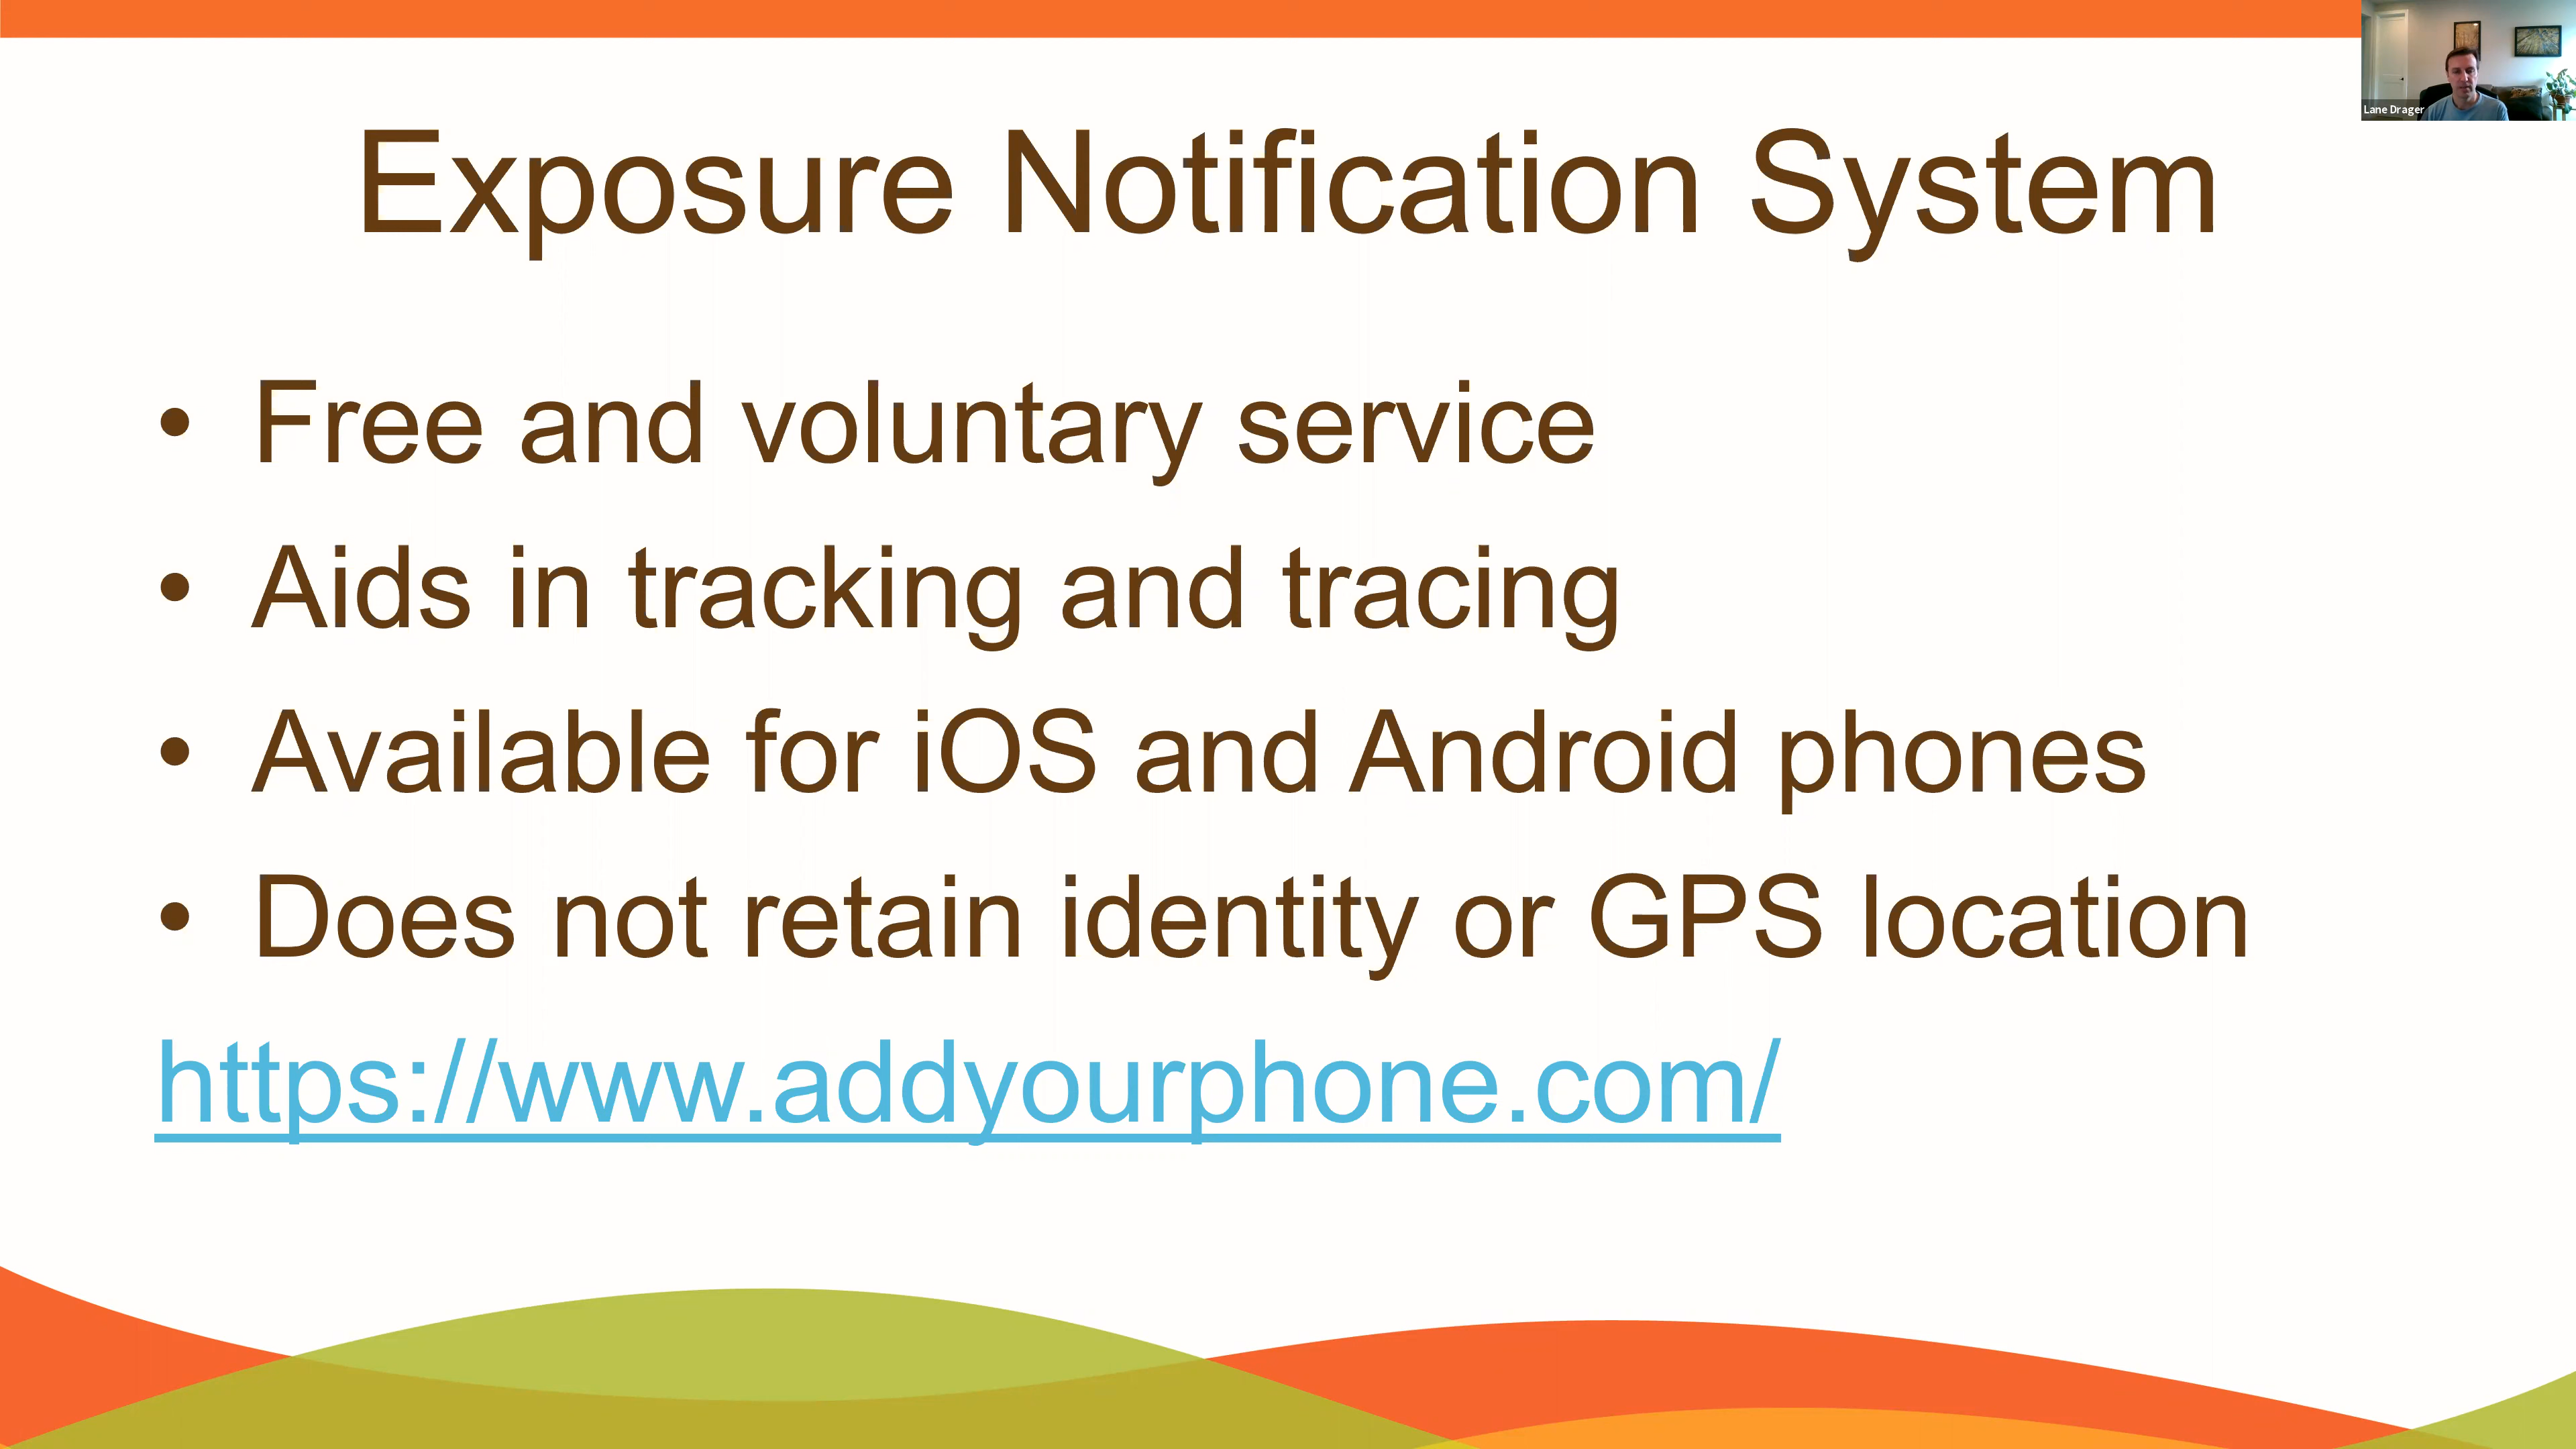 Lane Drager
Exposure Notification System
• Free and voluntary service
• Aids in tracking and tracing
• Available for iOS and Android phones
• Does not retain identity or GPS location
https://www.addyourphone.com/